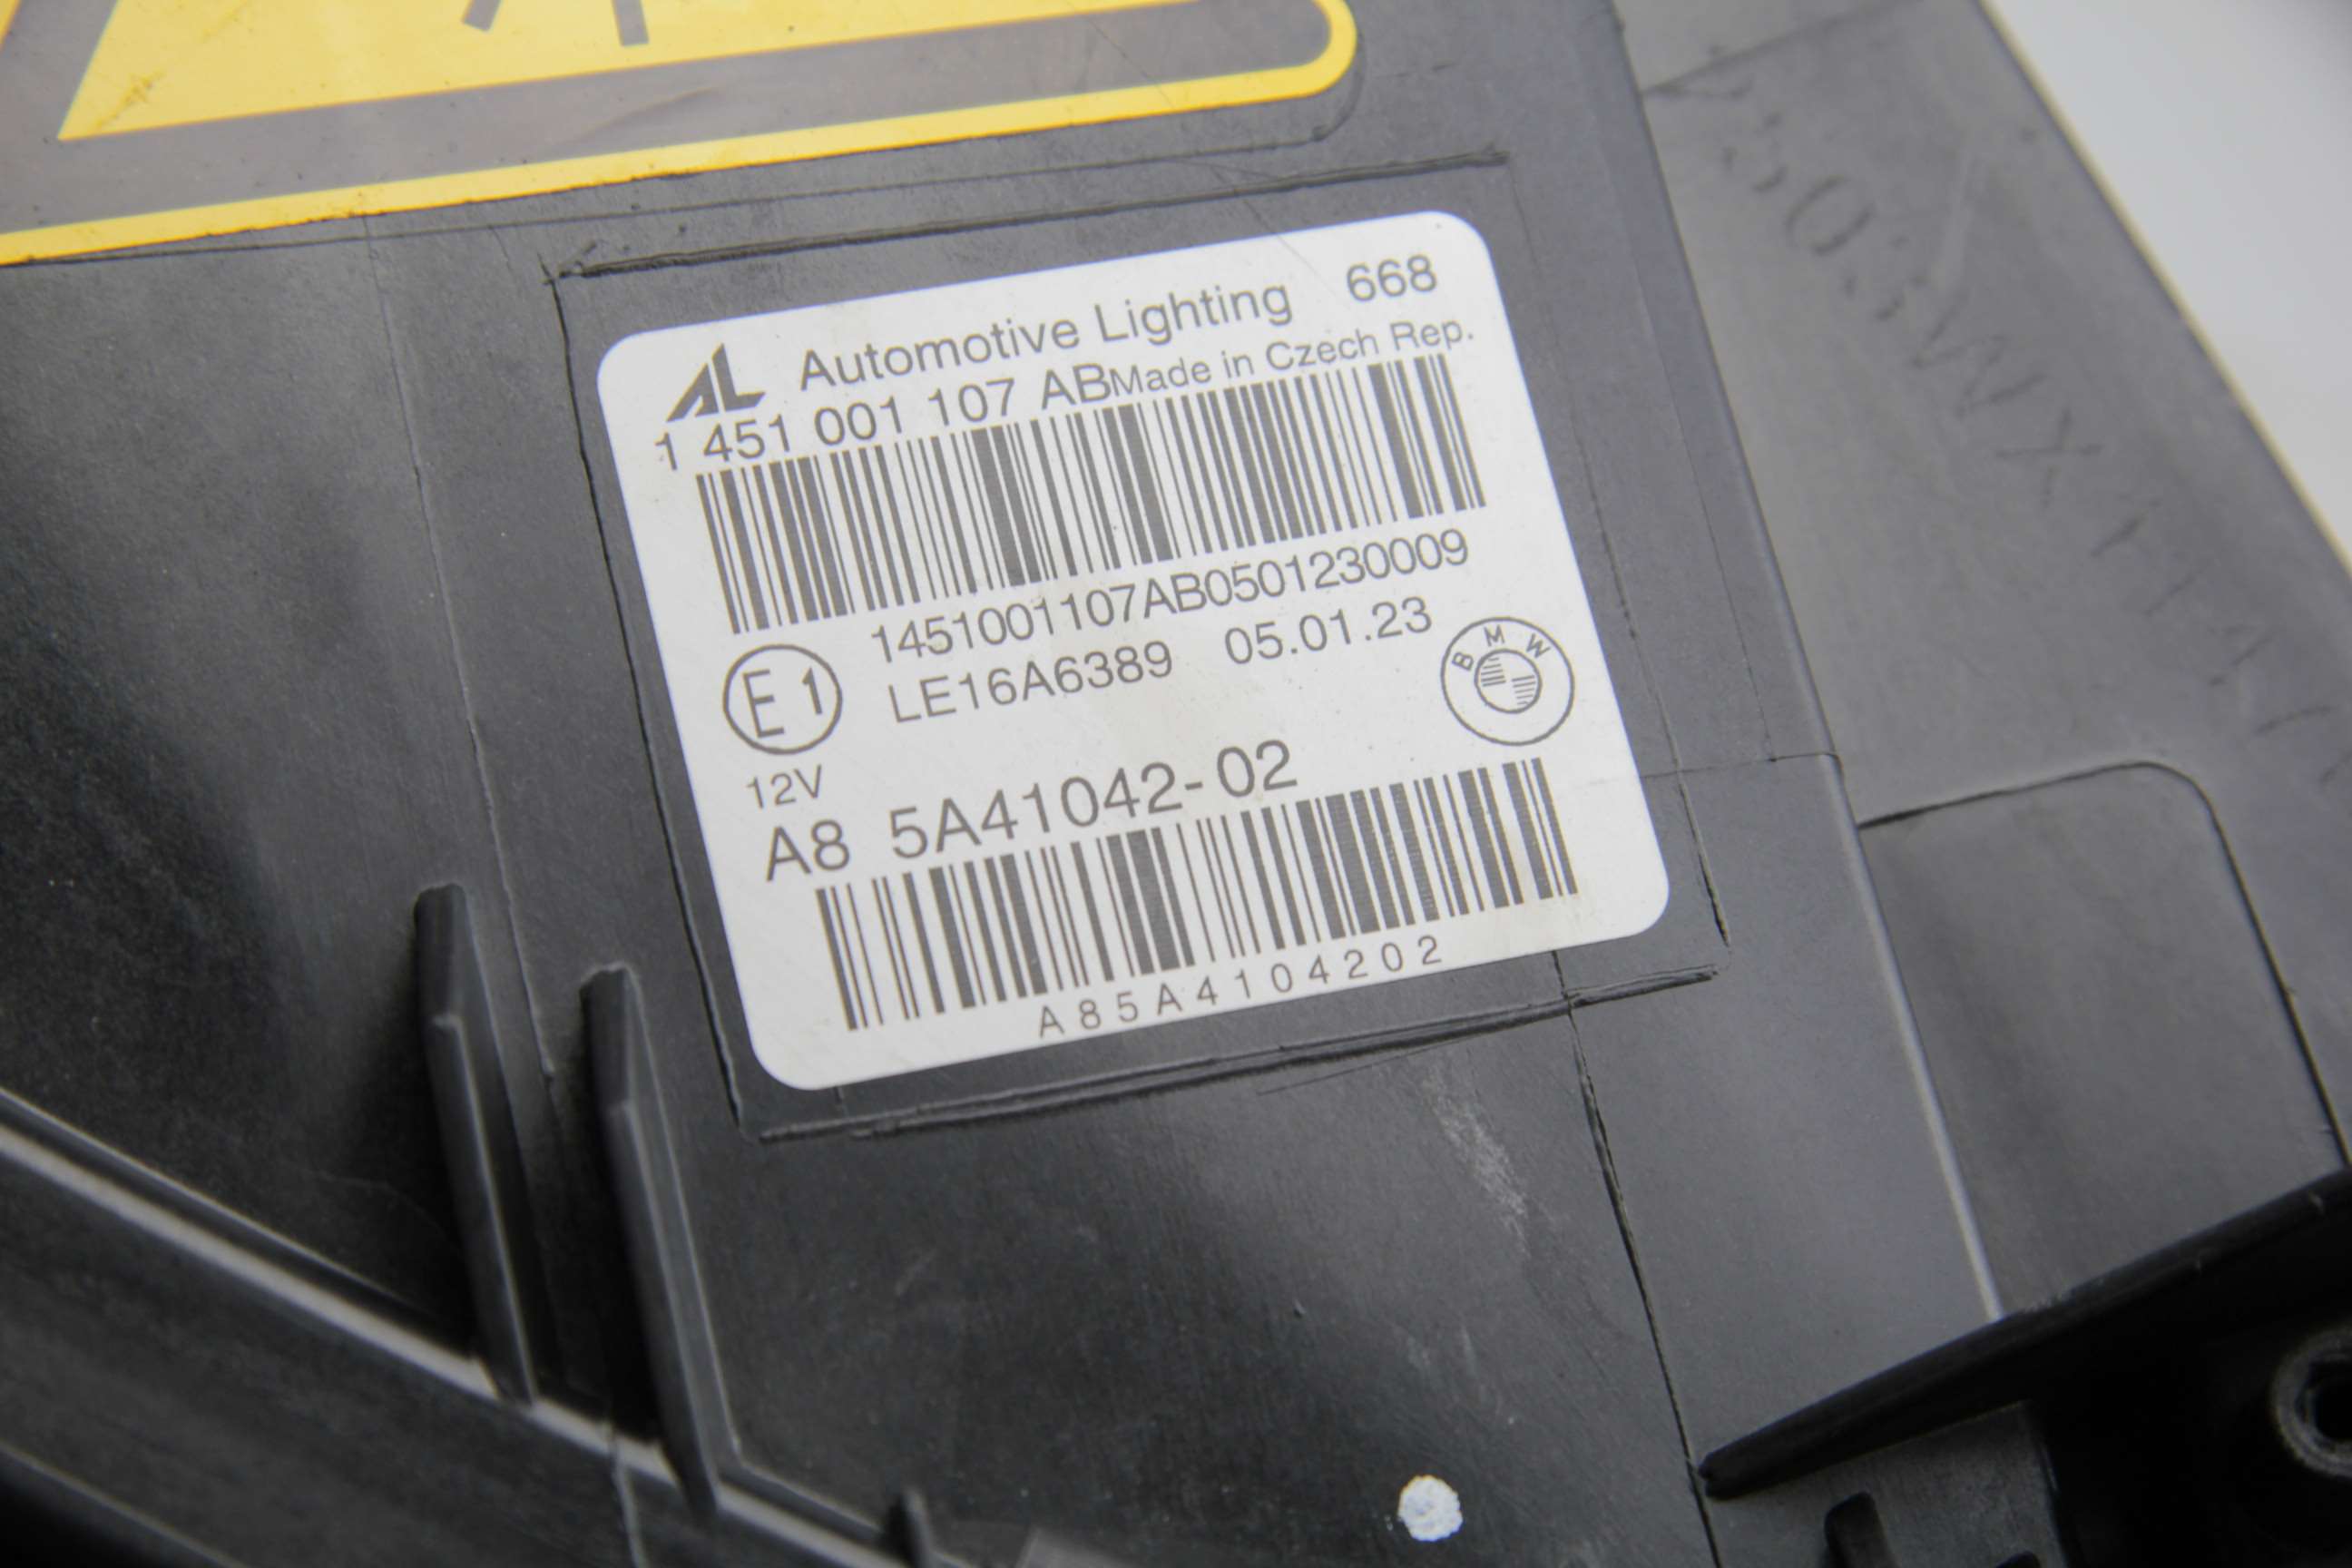 AL Automotive Lighting 668
1 451 001 107 AB Made in Czech Rep.
1451001107AB0501230009
E1 LE16A6389 05.01.23 BMW
12V
A8 5A41042-02
A85A4104202